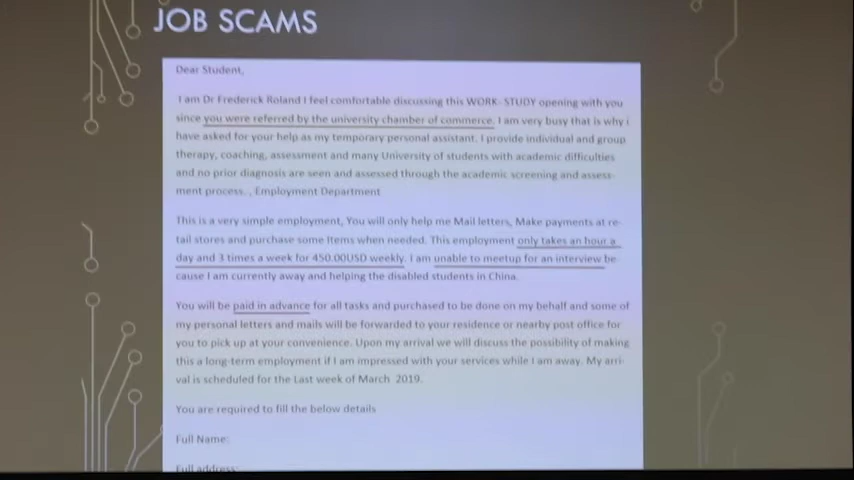 JOB SCAMS
Dear Student,
I am Dr Frederick Roland I feel comfortable discussing this WORK- STUDY opening with you
since you were referred by the university chamber of commerce. I am very busy that is why i
have asked for your help as my temporary personal assistant. I provide individual and group
therapy, coaching, assessment and many University of students with academic difficulties
and no prior diagnosis are seen and assessed through the academic screening and assess-
ment process. , Employment Department
This is a very simple employment, You will only help me Mail letters, Make payments at re-
tail stores and purchase some Items when needed. This employment only takes an hour a
day and 3 times a week for 450.00USD weekly. I am unable to meetup for an interview be-
cause I am currently away and helping the disabled students in China.
You will be paid in advance for all tasks and purchased to be done on my behalf and some of
my personal letters and mails will be forwarded to your residence or nearby post office for
you to pick up at your convenience. Upon my arrival we will discuss the possibility of making
this a long-term employment if I am impressed with your services while I am away. My arri-
val is scheduled for the Last week of March 2019.
You are required to fill the below details
Full Name:
Full address: